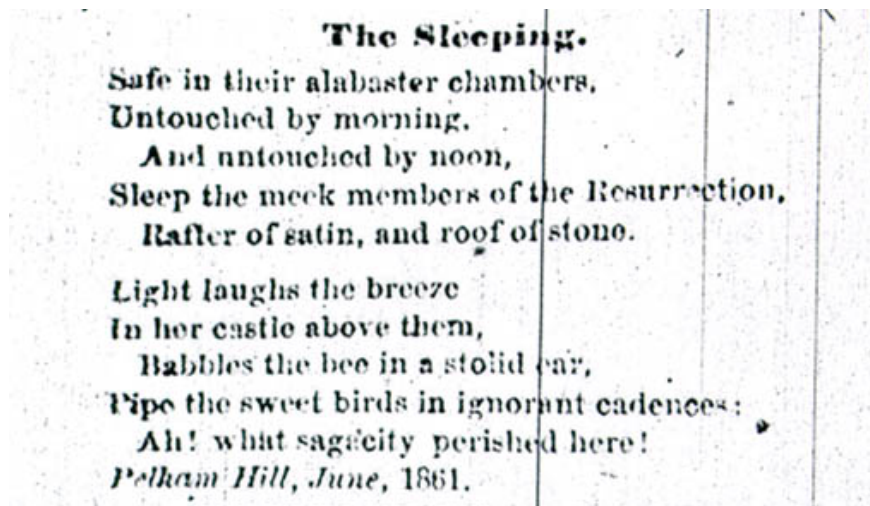 The Sleeping.
Safe in their alabaster chambers,
Untouched by morning,
And untouched by noon,
Sleep the meek members of the Resurrection,
Rafter of satin, and roof of stone.
Light laughs the breeze
In her castle above them,
Babbles the bee in a stolid ear,
Pipe the sweet birds in ignorant cadences:
Ah! what sagacity perished here!
Pelham Hill, June, 1861.